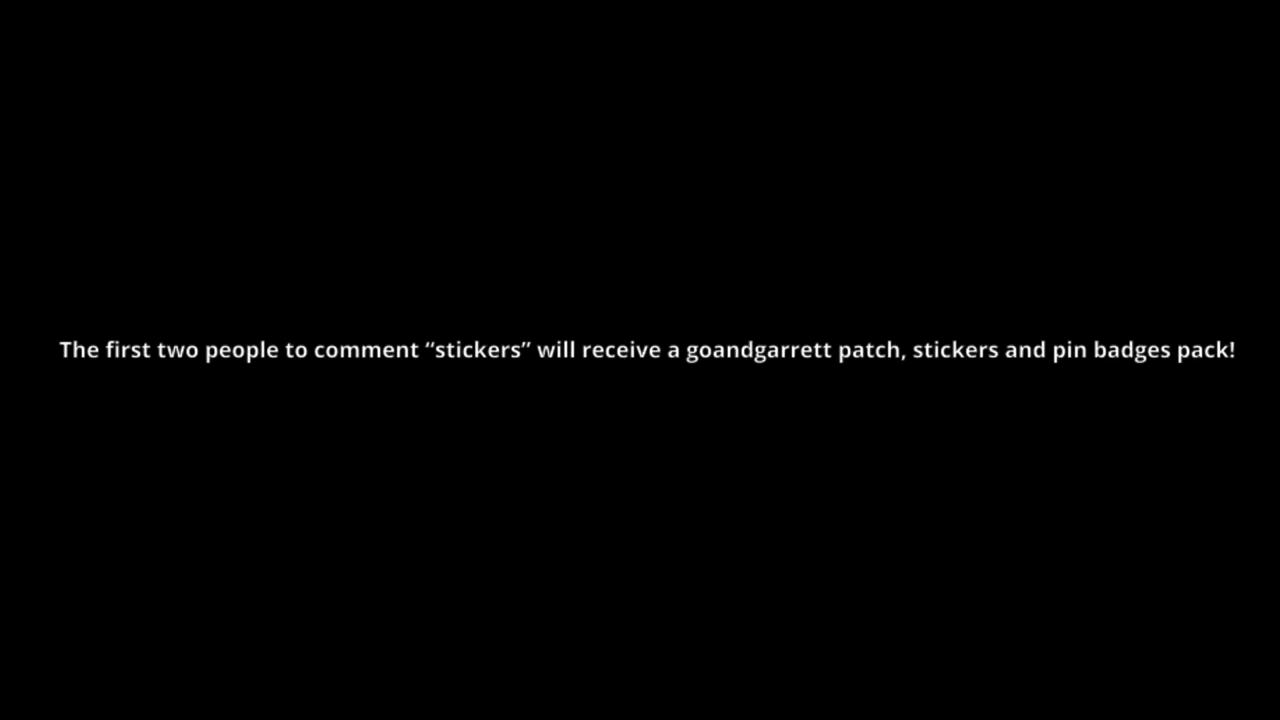 The first two people to comment “stickers” will receive a goandgarrett patch, stickers and pin badges pack!